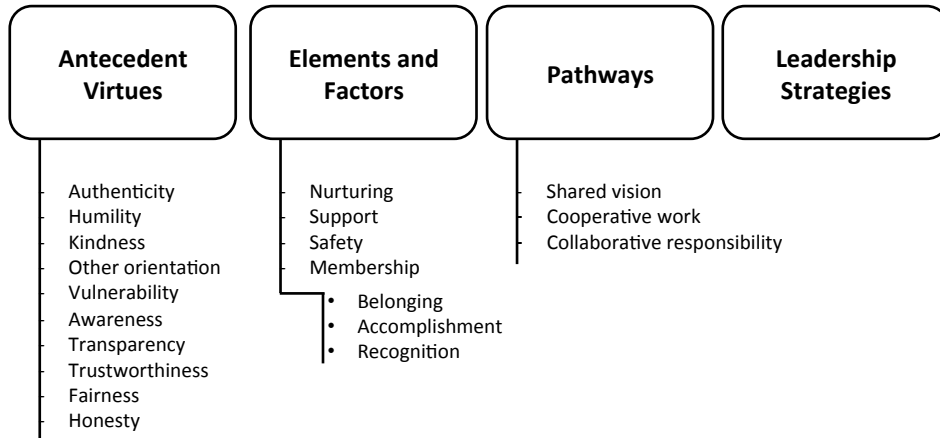 Antecedent
Virtues
Elements and
Factors
Pathways
Leadership
Strategies
- Authenticity
- Humility
- Kindness
- Other orientation
- Vulnerability
- Awareness
- Transparency
- Trustworthiness
- Fairness
- Honesty
- Nurturing
- Support
- Safety
- Membership
• Belonging
• Accomplishment
• Recognition
- Shared vision
- Cooperative work
- Collaborative responsibility